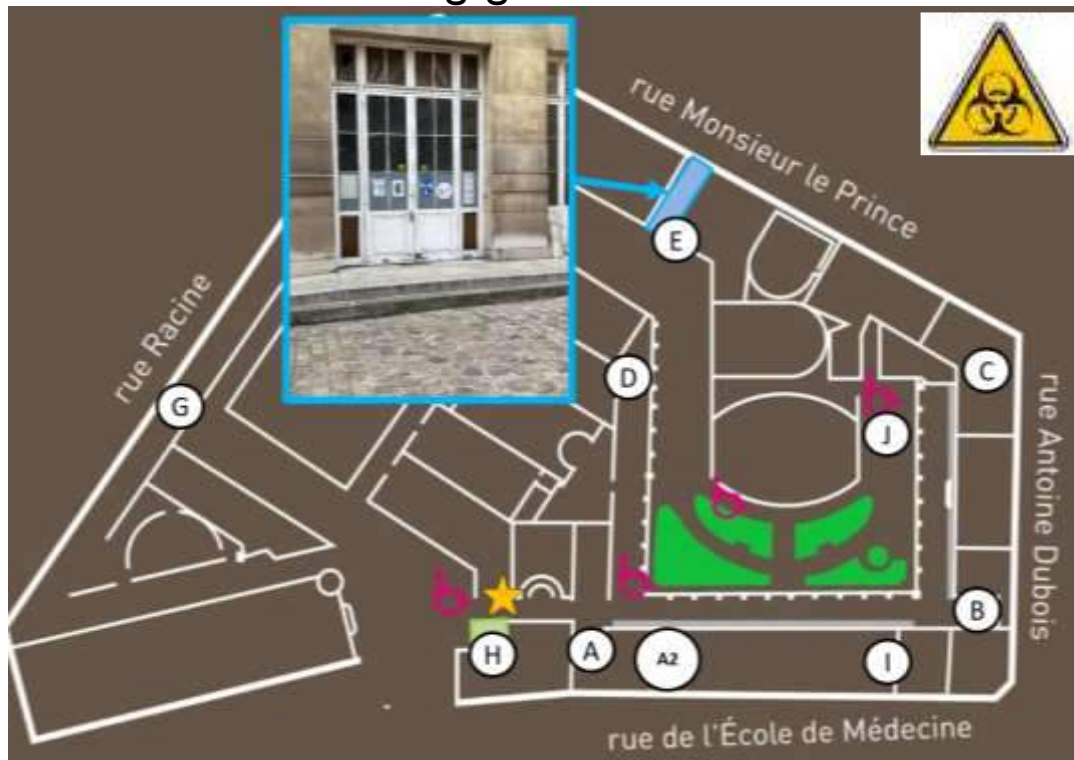 rue Monsieur le Prince
E
rue Racine
D
C
G
J
rue Antoine Dubois
B
H
A
A2
I
rue de l'École de Médecine